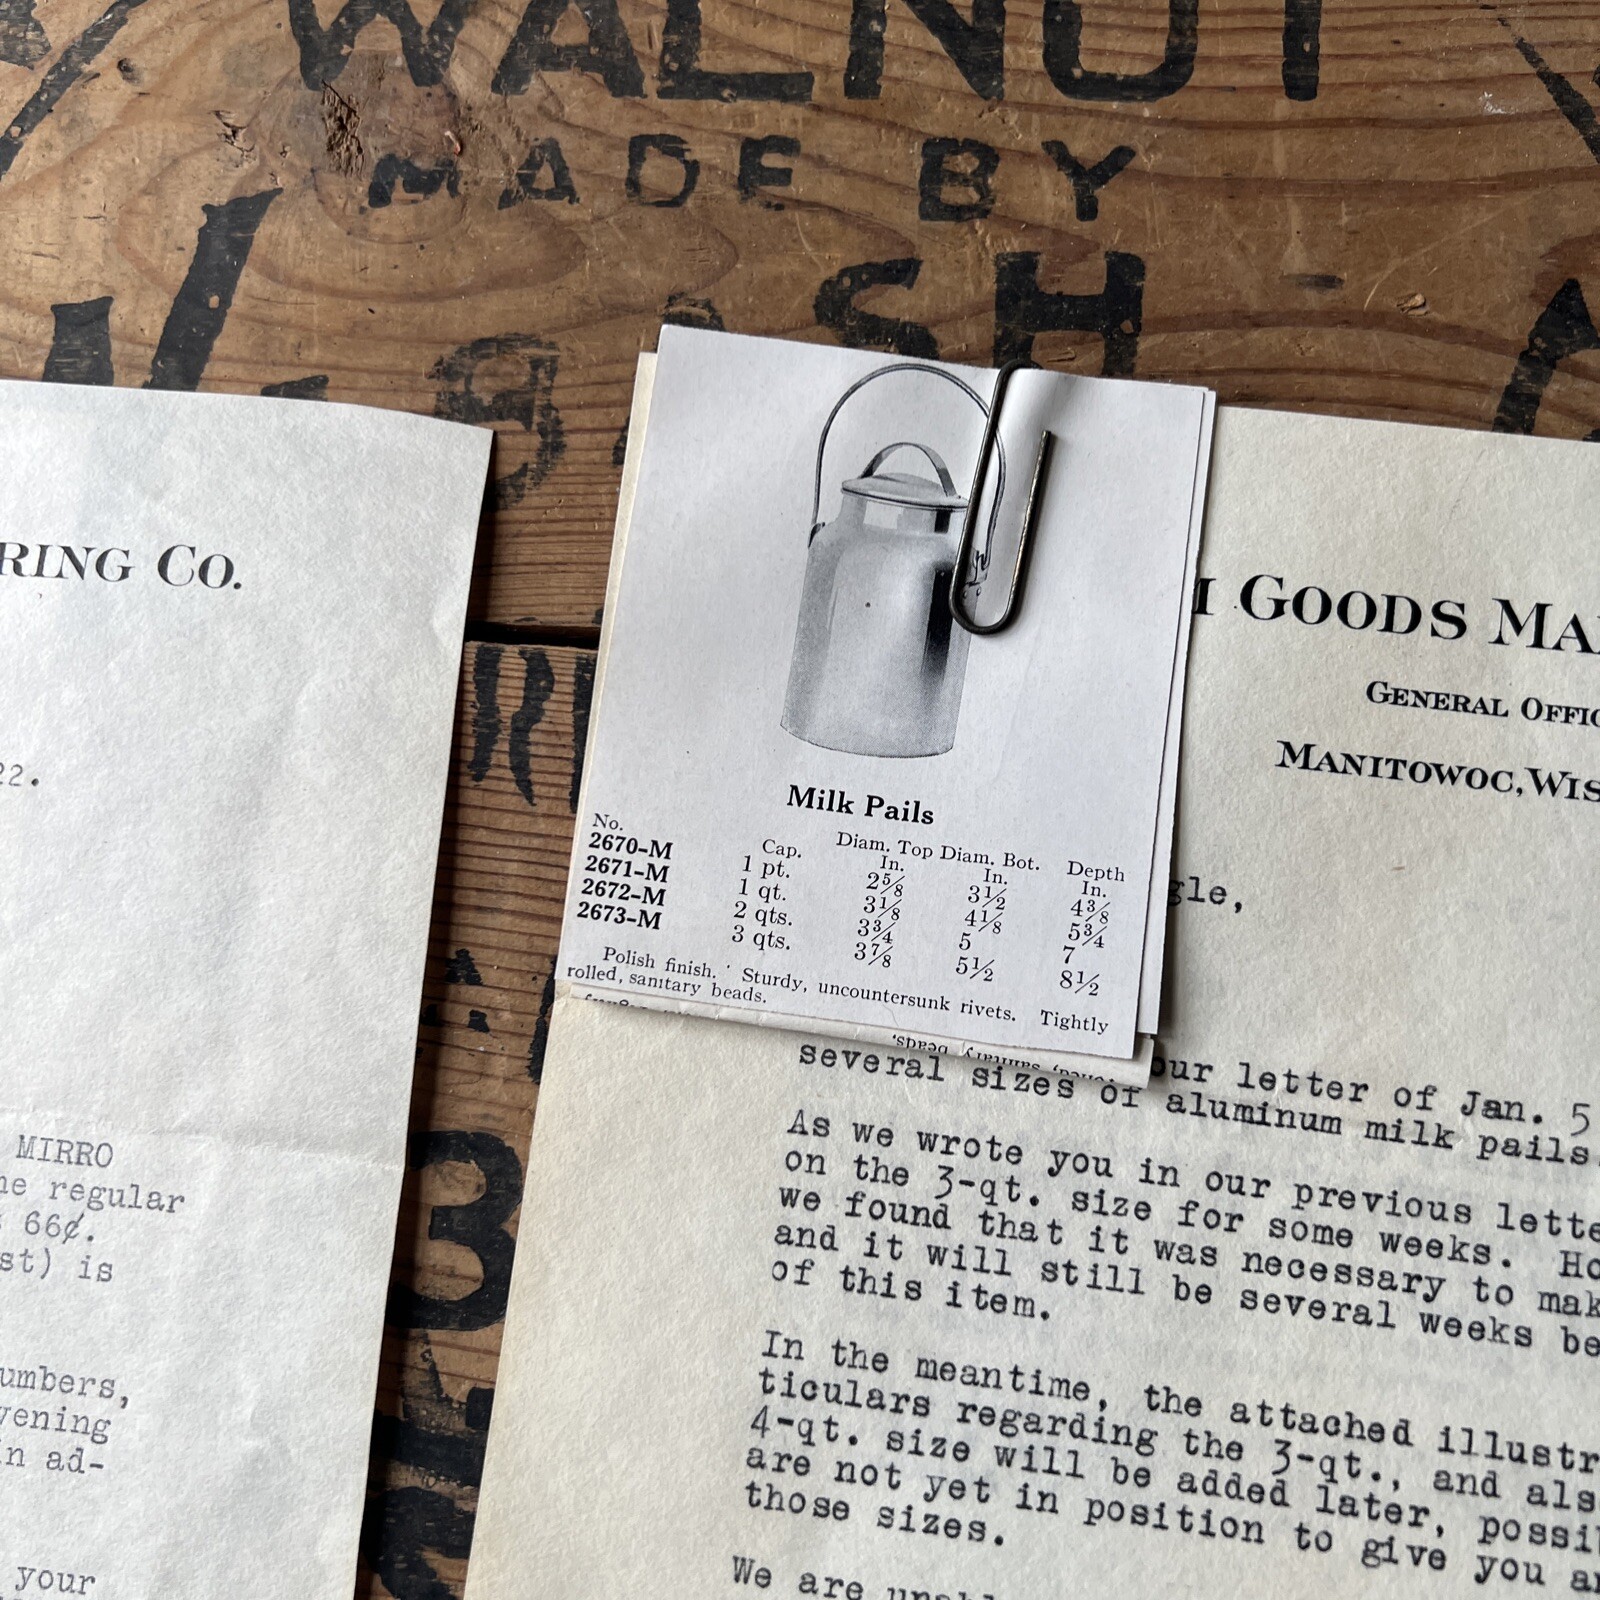 WALNUT
MADE BY
RING CO.
22.
MIRRO
he regular
66¢.
st) is
umbers,
vening
in ad-
your
Milk Pails
No. Cap. Diam. Top In. Diam. Bot. In. Depth In.
2670-M 1 pt. 2⅝ 3½ 4⅜
2671-M 1 qt. 3⅛ 4⅛ 5¾
2672-M 2 qts. 3¾ 5 7
2673-M 3 qts. 3⅞ 5½ 8½
Polish finish. Sturdy, uncountersunk rivets. Tightly
rolled, sanitary beads.
sanitary beads.
M GOODS MA
GENERAL OFFIC
MANITOWOC, WIS
gle,
our letter of Jan. 5
several sizes of aluminum milk pails.
As we wrote you in our previous lette
on the 3-qt. size for some weeks. Ho
we found that it was necessary to mak
and it will still be several weeks be
of this item.
In the meantime, the attached illustr
ticulars regarding the 3-qt., and als
4-qt. size will be added later, possi
are not yet in position to give you a
those sizes.
We are